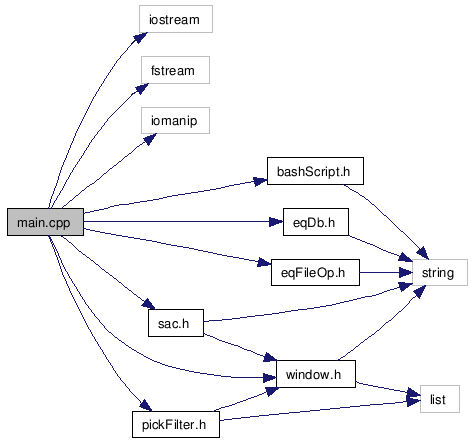 iostream
fstream
iomanip
bashScript.h
main.cpp
eqDb.h
eqFileOp.h
string
sac.h
window.h
list
pickFilter.h